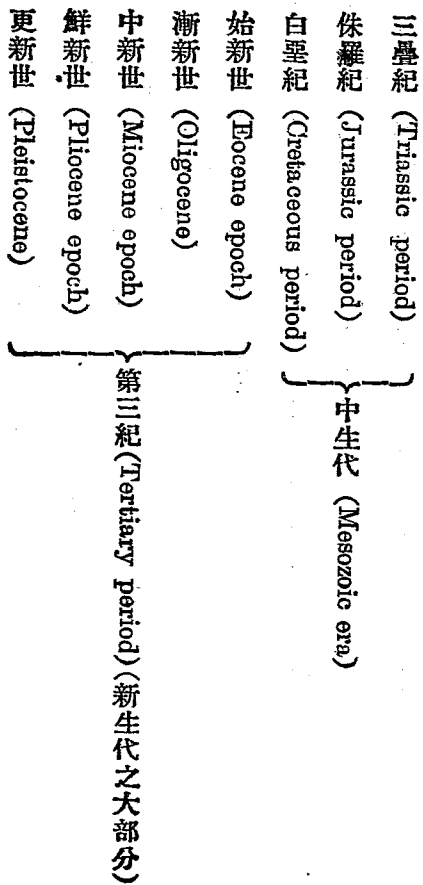 三疊紀 (Triassic period)
侏羅紀 (Jurassic period)
白堊紀 (Cretaceous period)
中生代 (Mesozoic era)
始新世 (Eocene epoch)
漸新世 (Oligocene)
中新世 (Miocene epoch)
鮮新世 (Pliocene epoch)
更新世 (Pleistocene)
第三紀 (Tertiary period) (新生代之大部分)